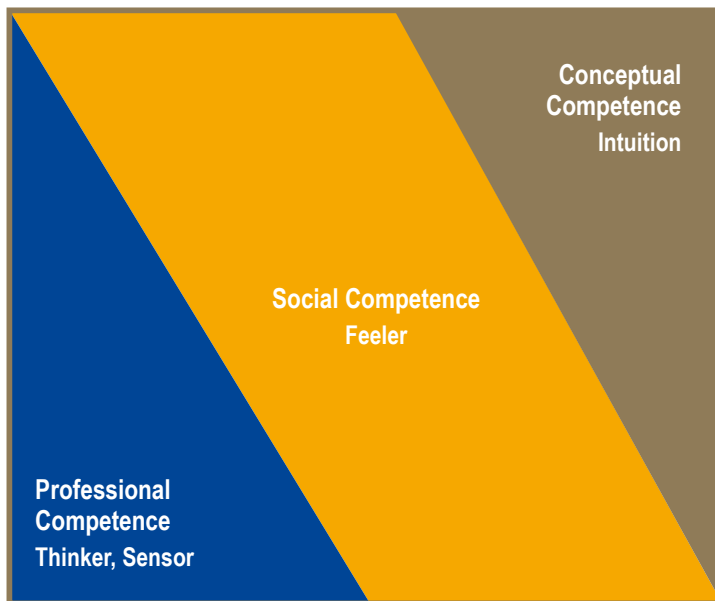 Conceptual
Competence
Intuition
Social Competence
Feeler
Professional
Competence
Thinker, Sensor